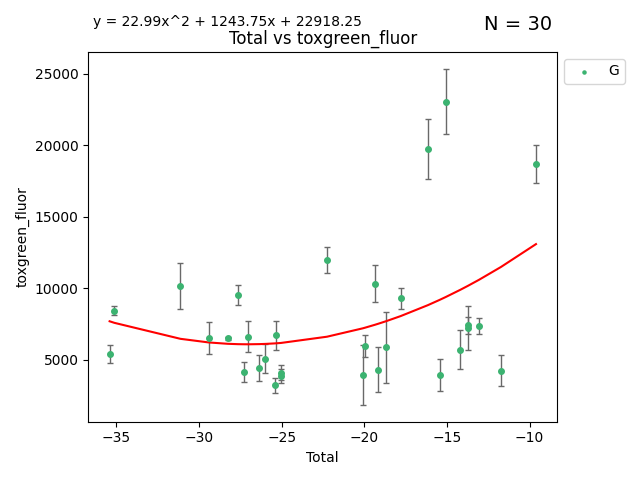 y = 22.99x^2 + 1243.75x + 22918.25
N = 30
Total vs toxgreen_fluor
G
25000
20000
15000
10000
5000
toxgreen_fluor
−35
−30
−25
−20
−15
−10
Total